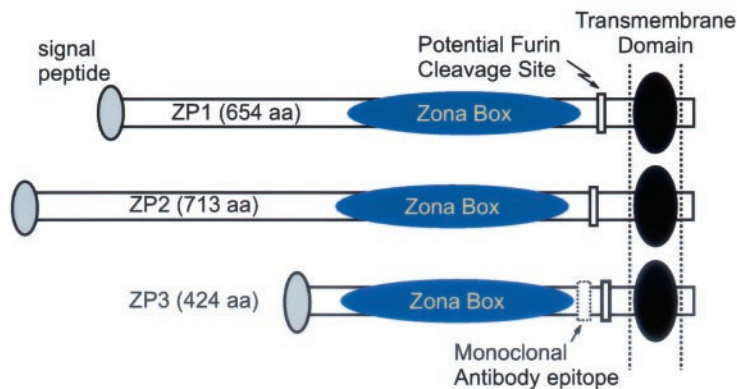 signal
peptide
Potential Furin
Cleavage Site
Transmembrane
Domain
ZP1 (654 aa)
Zona Box
ZP2 (713 aa)
Zona Box
ZP3 (424 aa)
Zona Box
Monoclonal
Antibody epitope